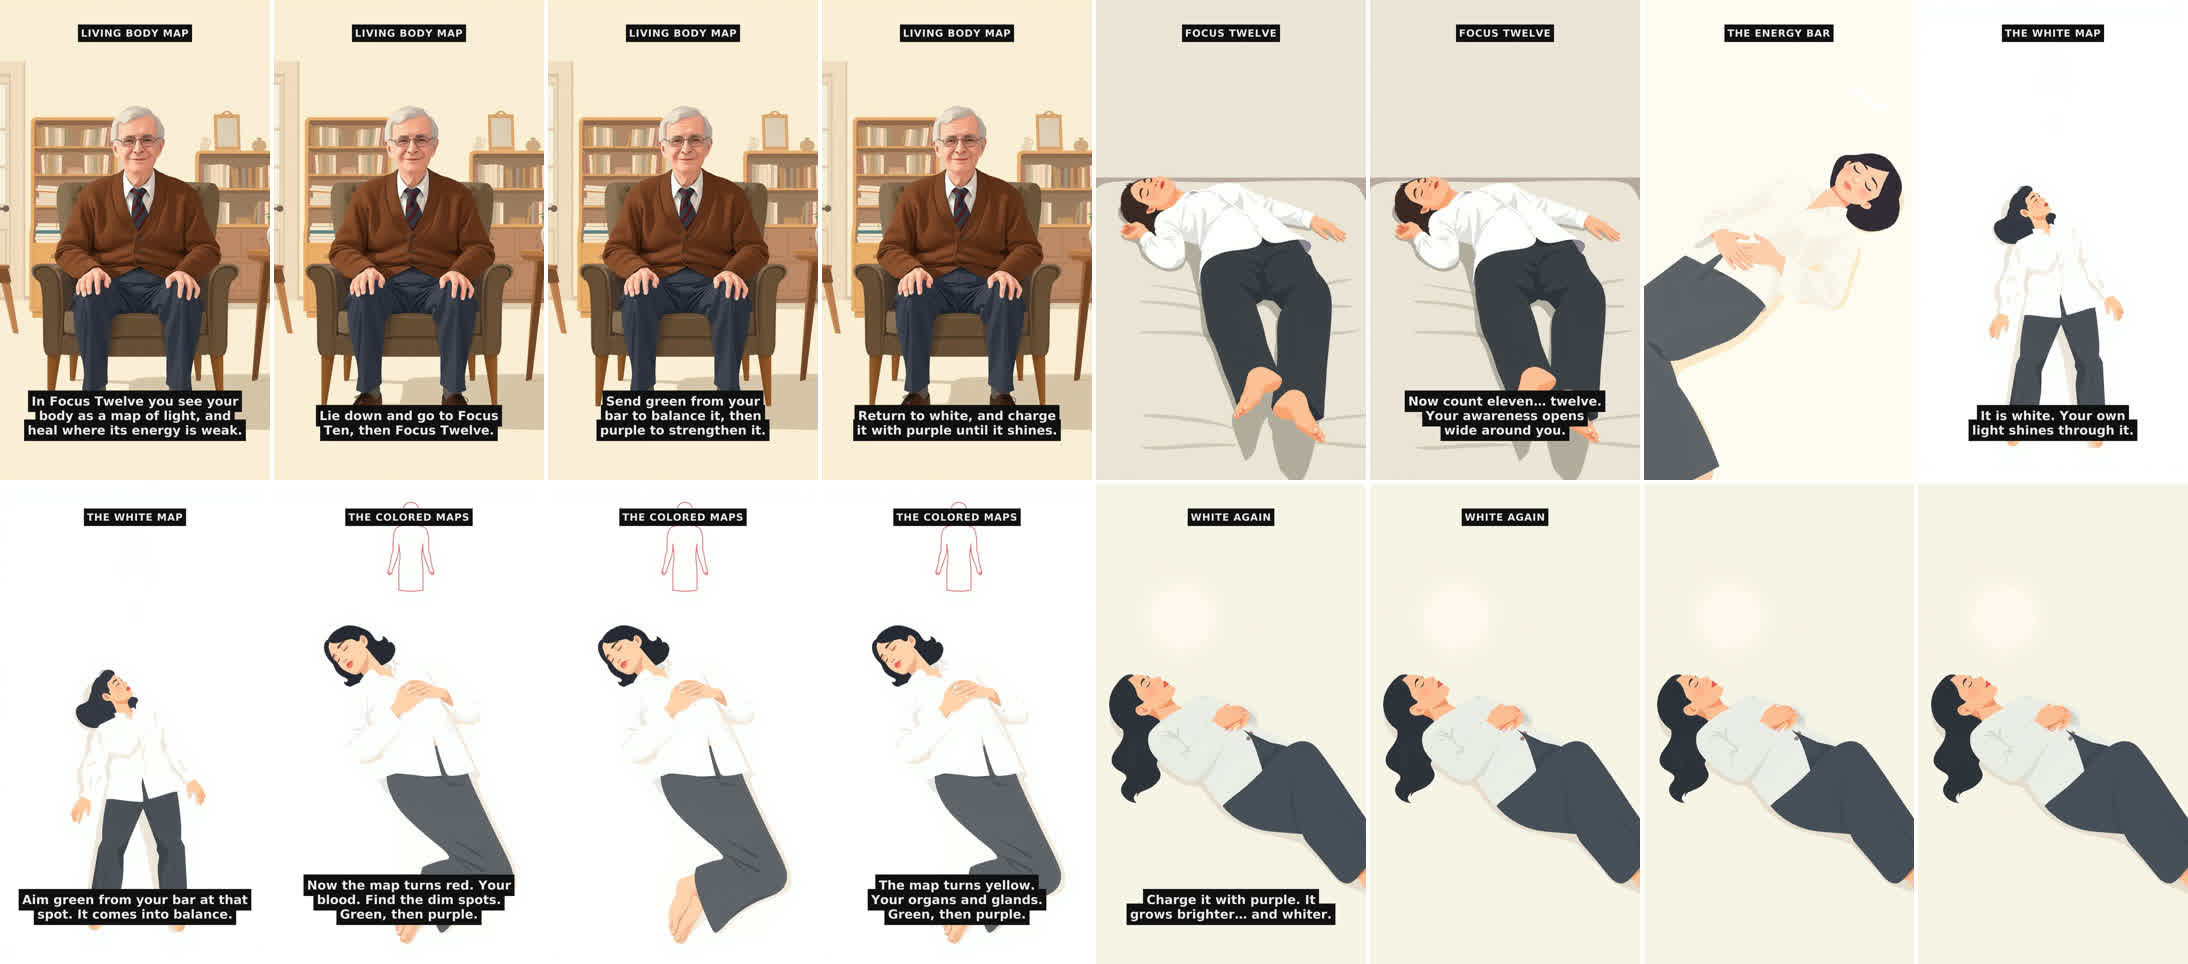 LIVING BODY MAP
In Focus Twelve you see your
body as a map of light, and
heal where its energy is weak.
LIVING BODY MAP
Lie down and go to Focus
Ten, then Focus Twelve.
LIVING BODY MAP
Send green from your
bar to balance it, then
purple to strengthen it.
LIVING BODY MAP
Return to white, and charge
it with purple until it shines.
FOCUS TWELVE
FOCUS TWELVE
Now count eleven... twelve.
Your awareness opens
wide around you.
THE ENERGY BAR
THE WHITE MAP
It is white. Your own
light shines through it.
THE WHITE MAP
Aim green from your bar at that
spot. It comes into balance.
THE COLORED MAPS
Now the map turns red. Your
blood. Find the dim spots.
Green, then purple.
THE COLORED MAPS
THE COLORED MAPS
The map turns yellow.
Your organs and glands.
Green, then purple.
WHITE AGAIN
Charge it with purple. It
grows brighter... and whiter.
WHITE AGAIN